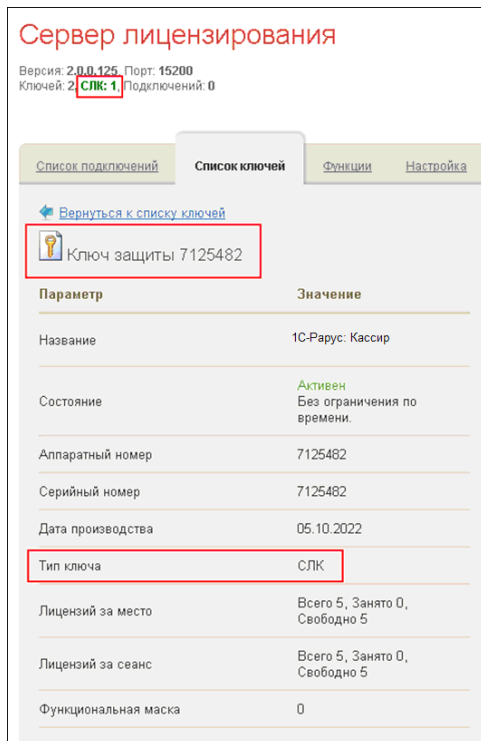 Сервер лицензирования
Версия: 2.0.0.125, Порт: 15200
Ключей: 2, СЛК: 1, Подключений: 0
Список подключений Список ключей Функции Настройка
Вернуться к списку ключей
Ключ защиты 7125482
Параметр Значение
Название 1С-Рарус: Кассир
Состояние Активен
Без ограничения по
времени.
Аппаратный номер 7125482
Серийный номер 7125482
Дата производства 05.10.2022
Тип ключа СЛК
Лицензий за место Всего 5, Занято 0,
Свободно 5
Лицензий за сеанс Всего 5, Занято 0,
Свободно 5
Функциональная маска 0